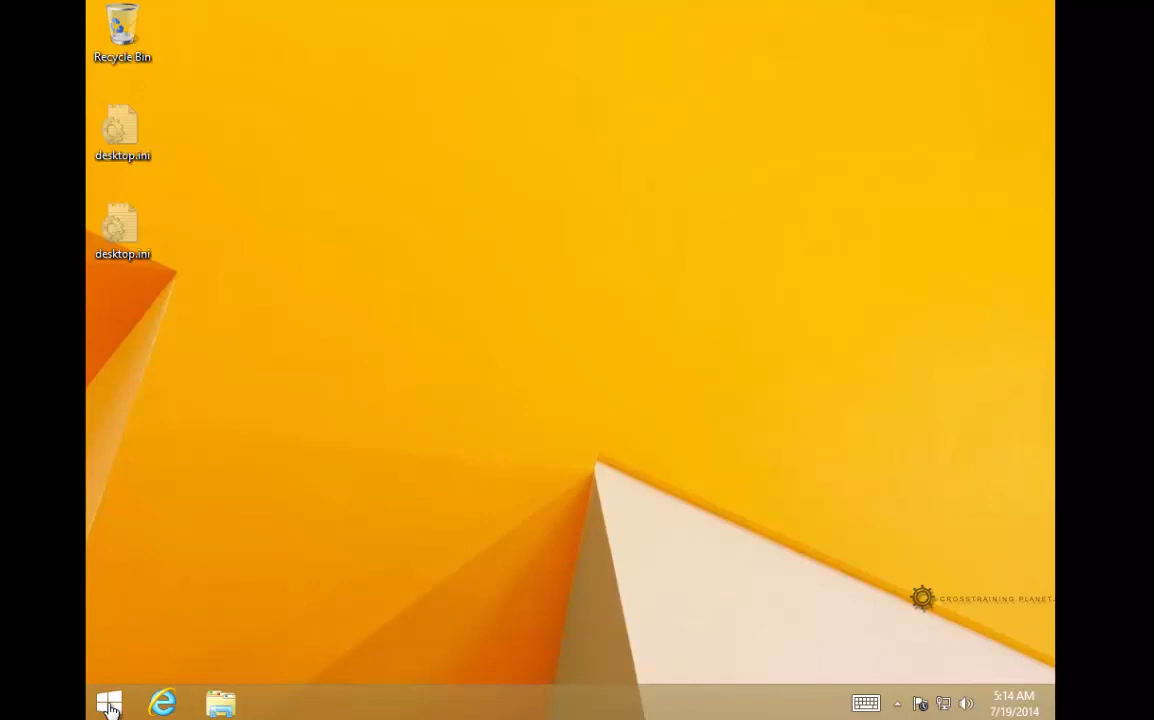 Recycle Bin
desktop.ini
desktop.ini
CROSSTRAINING PLANET.
5:14 AM
7/19/2014